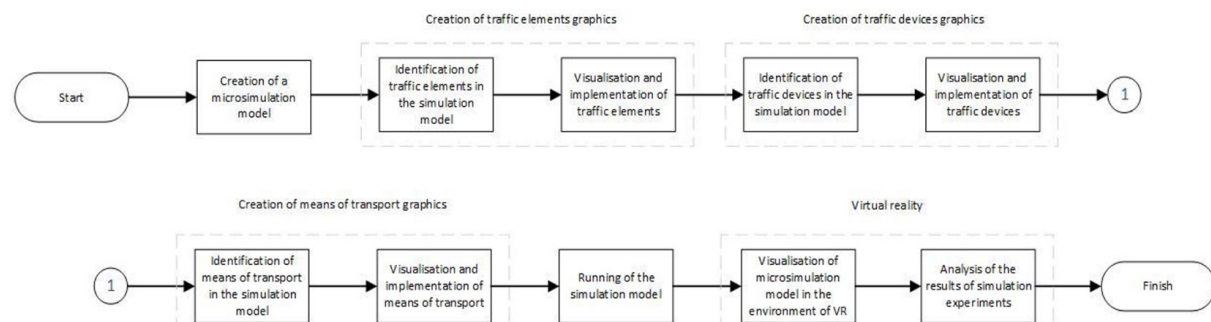 Creation of traffic elements graphics
Creation of traffic devices graphics
Start
Creation of a
microsimulation
model
Identification of
traffic elements in
the simulation
model
Visualisation and
implementation of
traffic elements
Identification of
traffic devices in the
simulation model
Visualisation and
implementation of
traffic devices
1
Creation of means of transport graphics
Virtual reality
1
Identification of
means of transport
in the simulation
model
Visualisation and
implementation of
means of transport
Running of the
simulation model
Visualisation of
microsimulation
model in the
environment of VR
Analysis of the
results of simulation
experiments
Finish